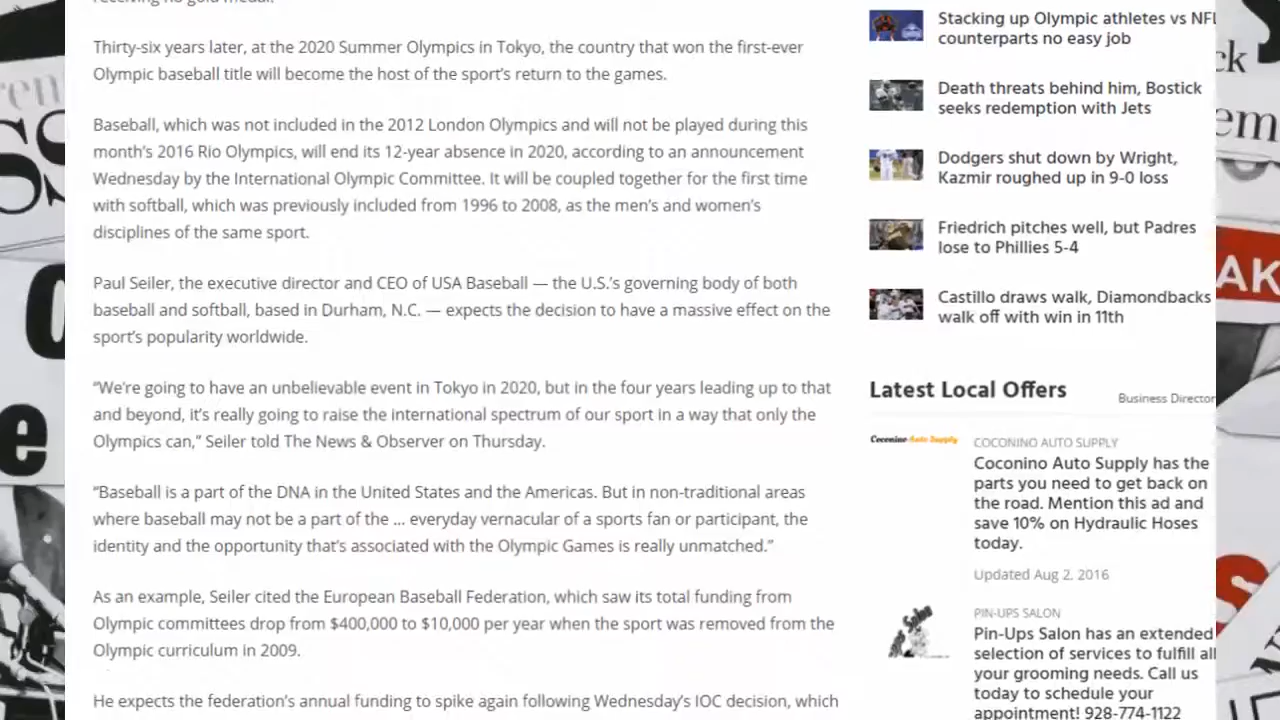 Thirty-six years later, at the 2020 Summer Olympics in Tokyo, the country that won the first-ever
Olympic baseball title will become the host of the sport's return to the games.
Baseball, which was not included in the 2012 London Olympics and will not be played during this
month's 2016 Rio Olympics, will end its 12-year absence in 2020, according to an announcement
Wednesday by the International Olympic Committee. It will be coupled together for the first time
with softball, which was previously included from 1996 to 2008, as the men's and women's
disciplines of the same sport.
Paul Seiler, the executive director and CEO of USA Baseball — the U.S.'s governing body of both
baseball and softball, based in Durham, N.C. — expects the decision to have a massive effect on the
sport's popularity worldwide.
“We're going to have an unbelievable event in Tokyo in 2020, but in the four years leading up to that
and beyond, it's really going to raise the international spectrum of our sport in a way that only the
Olympics can,” Seiler told The News & Observer on Thursday.
“Baseball is a part of the DNA in the United States and the Americas. But in non-traditional areas
where baseball may not be a part of the ... everyday vernacular of a sports fan or participant, the
identity and the opportunity that's associated with the Olympic Games is really unmatched.”
As an example, Seiler cited the European Baseball Federation, which saw its total funding from
Olympic committees drop from $400,000 to $10,000 per year when the sport was removed from the
Olympic curriculum in 2009.
He expects the federation's annual funding to spike again following Wednesday's IOC decision, which
Stacking up Olympic athletes vs NFL
counterparts no easy job
Death threats behind him, Bostick
seeks redemption with Jets
Dodgers shut down by Wright,
Kazmir roughed up in 9-0 loss
Friedrich pitches well, but Padres
lose to Phillies 5-4
Castillo draws walk, Diamondbacks
walk off with win in 11th
Latest Local Offers
Business Director
Coconino Auto Supply
COCONINO AUTO SUPPLY
Coconino Auto Supply has the
parts you need to get back on
the road. Mention this ad and
save 10% on Hydraulic Hoses
today.
Updated Aug 2, 2016
PIN-UPS SALON
Pin-Ups Salon has an extended
selection of services to fulfill all
your grooming needs. Call us
today to schedule your
appointment! 928-774-1122